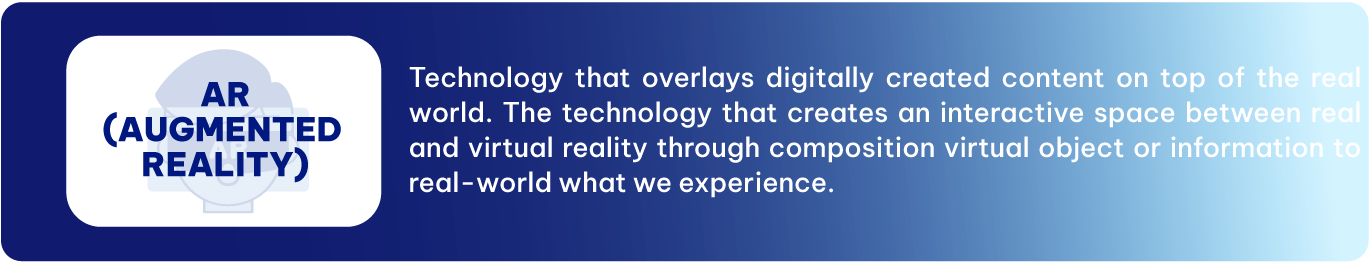 AR
(AUGMENTED
REALITY)
Technology that overlays digitally created content on top of the real
world. The technology that creates an interactive space between real
and virtual reality through composition virtual object or information to
real-world what we experience.